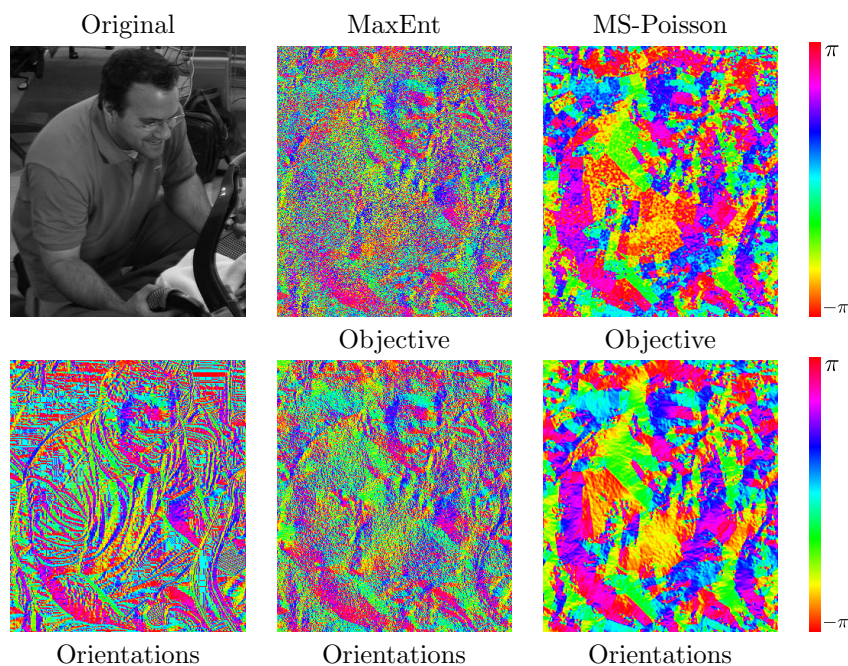 Original MaxEnt MS-Poisson
π
−π
Objective Objective
π
−π
Orientations Orientations Orientations